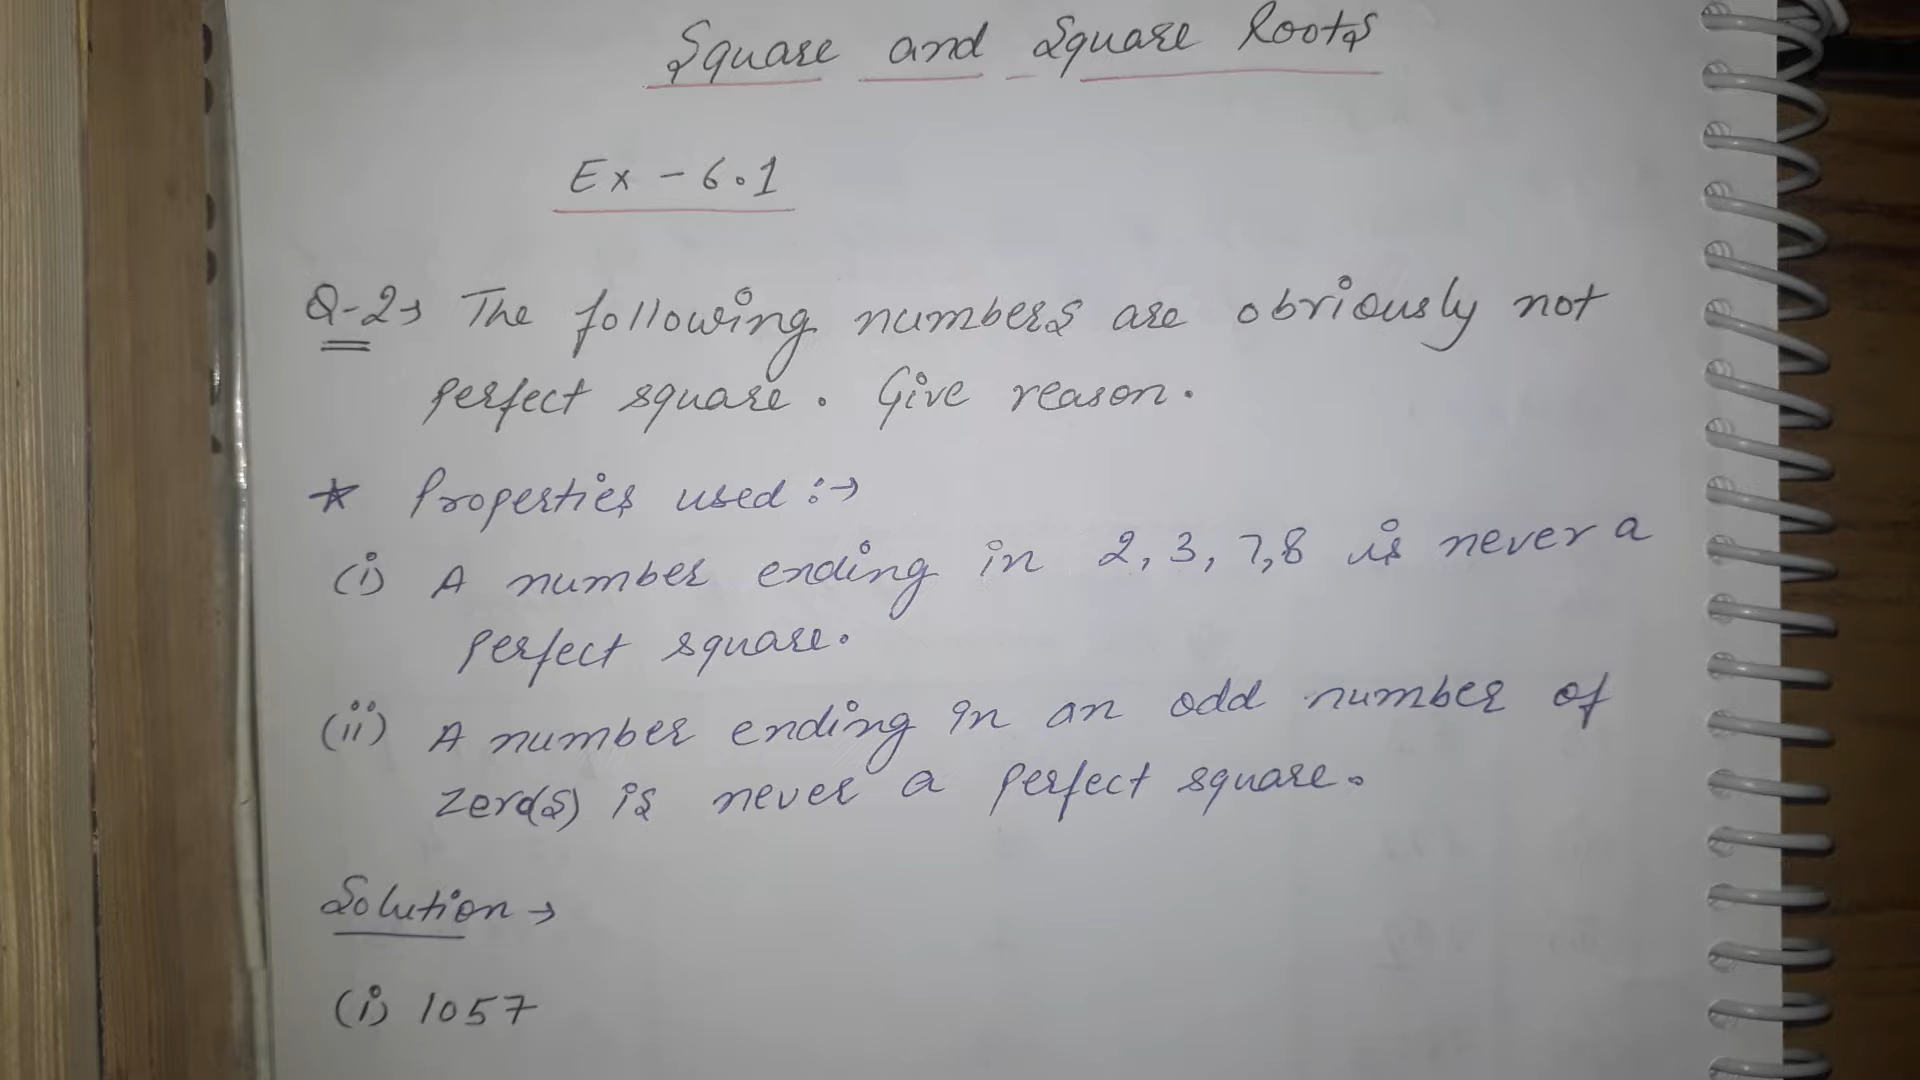 Square and Square Roots
Ex - 6.1
Q-2→ The following numbers are obviously not
perfect square. Give reason.
* Properties used :→
(i) A number ending in 2, 3, 7, 8 is never a
perfect square.
(ii) A number ending in an odd number of
zero(s) is never a perfect square.
Solution →
(i) 1057